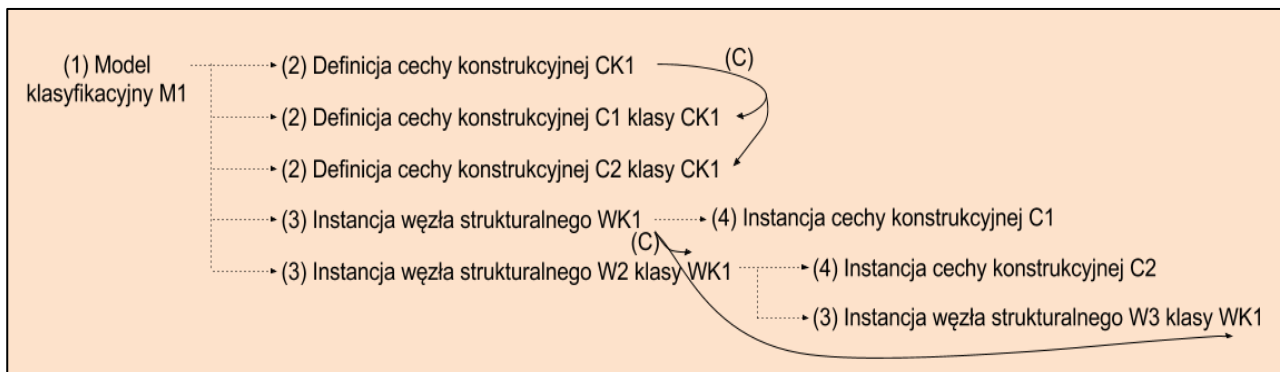 (1) Model
klasyfikacyjny M1
(2) Definicja cechy konstrukcyjnej CK1
(C)
(2) Definicja cechy konstrukcyjnej C1 klasy CK1
(2) Definicja cechy konstrukcyjnej C2 klasy CK1
(3) Instancja węzła strukturalnego WK1
(4) Instancja cechy konstrukcyjnej C1
(C)
(3) Instancja węzła strukturalnego W2 klasy WK1
(4) Instancja cechy konstrukcyjnej C2
(3) Instancja węzła strukturalnego W3 klasy WK1